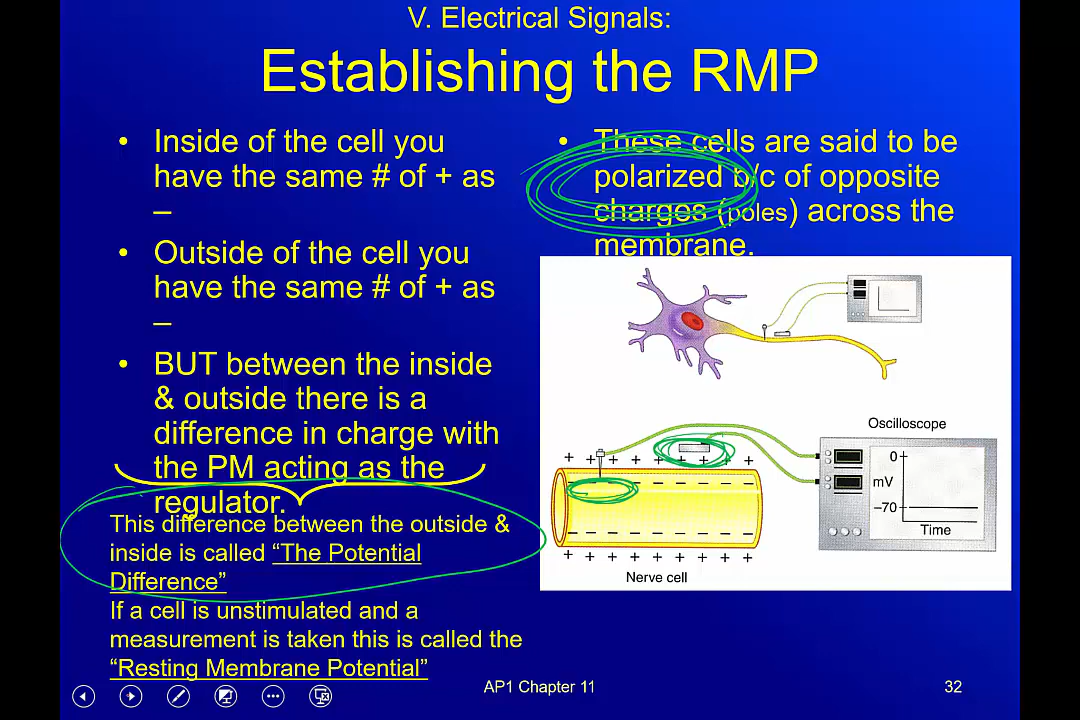 V. Electrical Signals:
Establishing the RMP
• Inside of the cell you
have the same # of + as
–
• Outside of the cell you
have the same # of + as
–
• BUT between the inside
& outside there is a
difference in charge with
the PM acting as the
regulator.
This difference between the outside &
inside is called “The Potential
Difference”
If a cell is unstimulated and a
measurement is taken this is called the
“Resting Membrane Potential”
• These cells are said to be
polarized b/c of opposite
charges (poles) across the
membrane.
Oscilloscope
0
mV
–70
Time
+ + + + + + + + +
– – – – – – – –
– – – – – – – –
+ + + + + + + + +
Nerve cell
AP1 Chapter 11
32